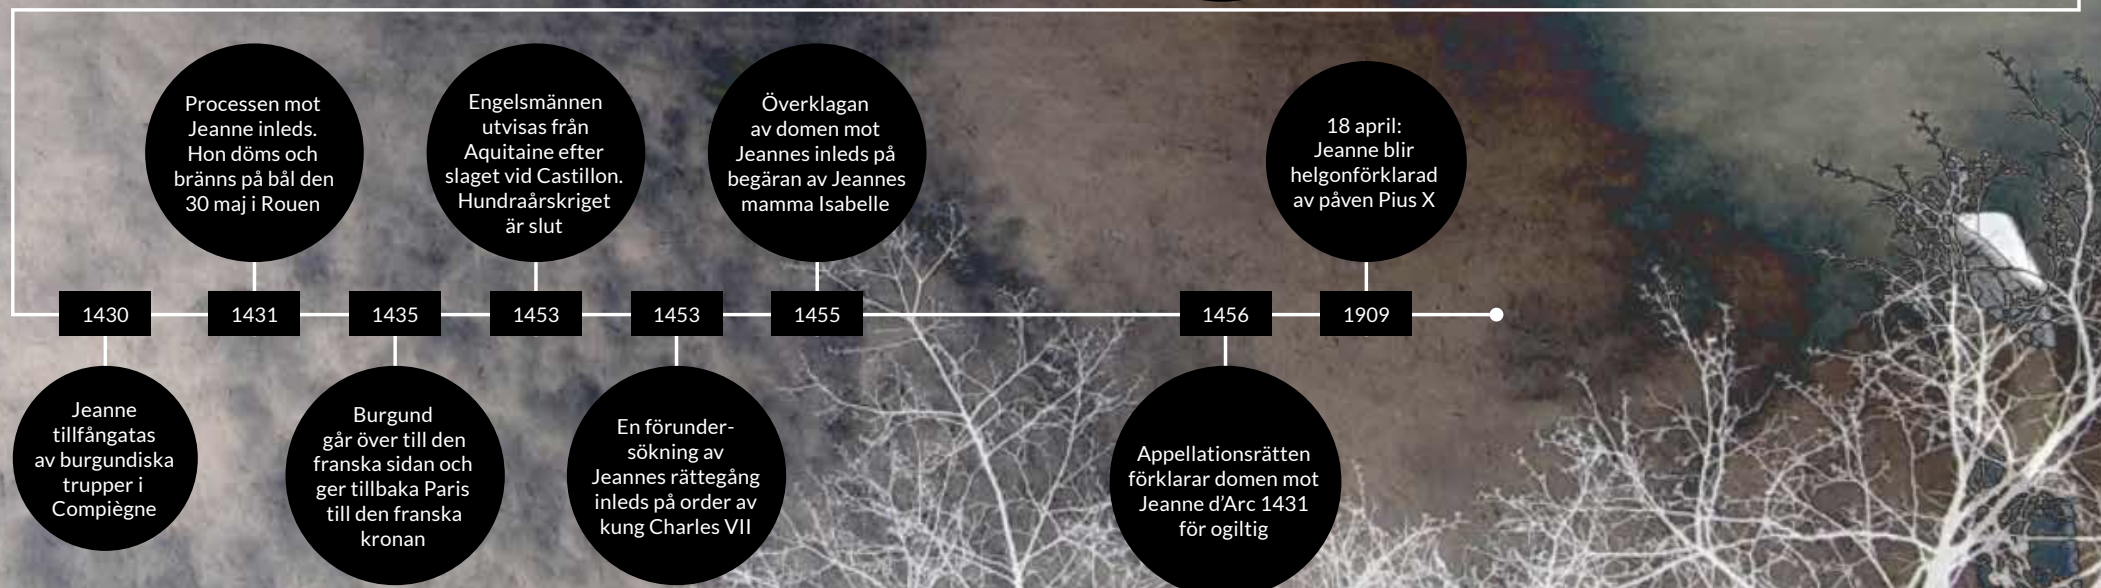 Processen mot
Jeanne inleds.
Hon döms och
bränns på bål den
30 maj i Rouen
Engelsmännen
utvisas från
Aquitaine efter
slaget vid Castillon.
Hundraårskriget
är slut
Överklagan
av domen mot
Jeannes inleds på
begäran av Jeannes
mamma Isabelle
18 april:
Jeanne blir
helgonförklarad
av påven Pius X
1430
1431
1435
1453
1453
1455
1456
1909
Jeanne
tillfångatas
av burgundiska
trupper i
Compiègne
Burgund
går över till den
franska sidan och
ger tillbaka Paris
till den franska
kronan
En förunder-
sökning av
Jeannes rättegång
inleds på order av
kung Charles VII
Appellationsrätten
förklarar domen mot
Jeanne d’Arc 1431
för ogiltig